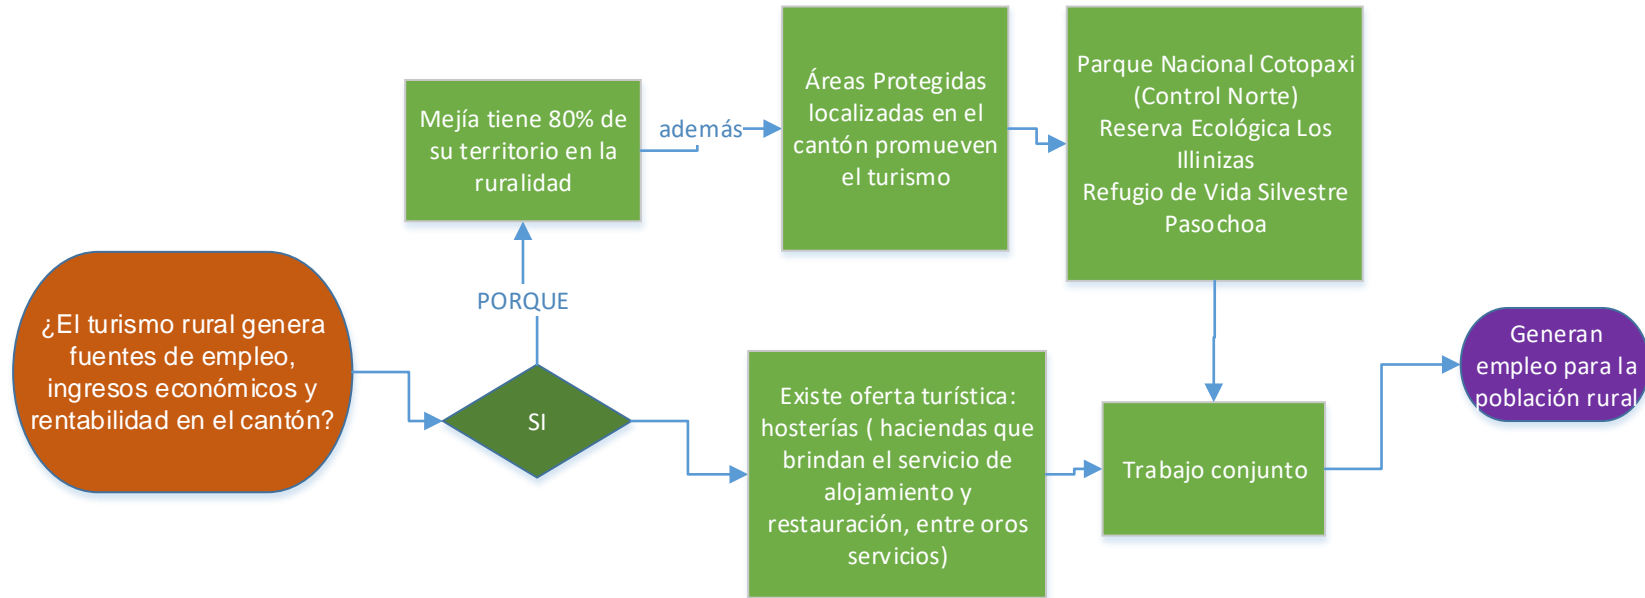 ¿El turismo rural genera
fuentes de empleo,
ingresos económicos y
rentabilidad en el cantón?
SI
PORQUE
Mejía tiene 80% de
su territorio en la
ruralidad
además
Áreas Protegidas
localizadas en el
cantón promueven
el turismo
Parque Nacional Cotopaxi
(Control Norte)
Reserva Ecológica Los
Illinizas
Refugio de Vida Silvestre
Pasochoa
Existe oferta turística:
hosterías ( haciendas que
brindan el servicio de
alojamiento y
restauración, entre oros
servicios)
Trabajo conjunto
Generan
empleo para la
población rural